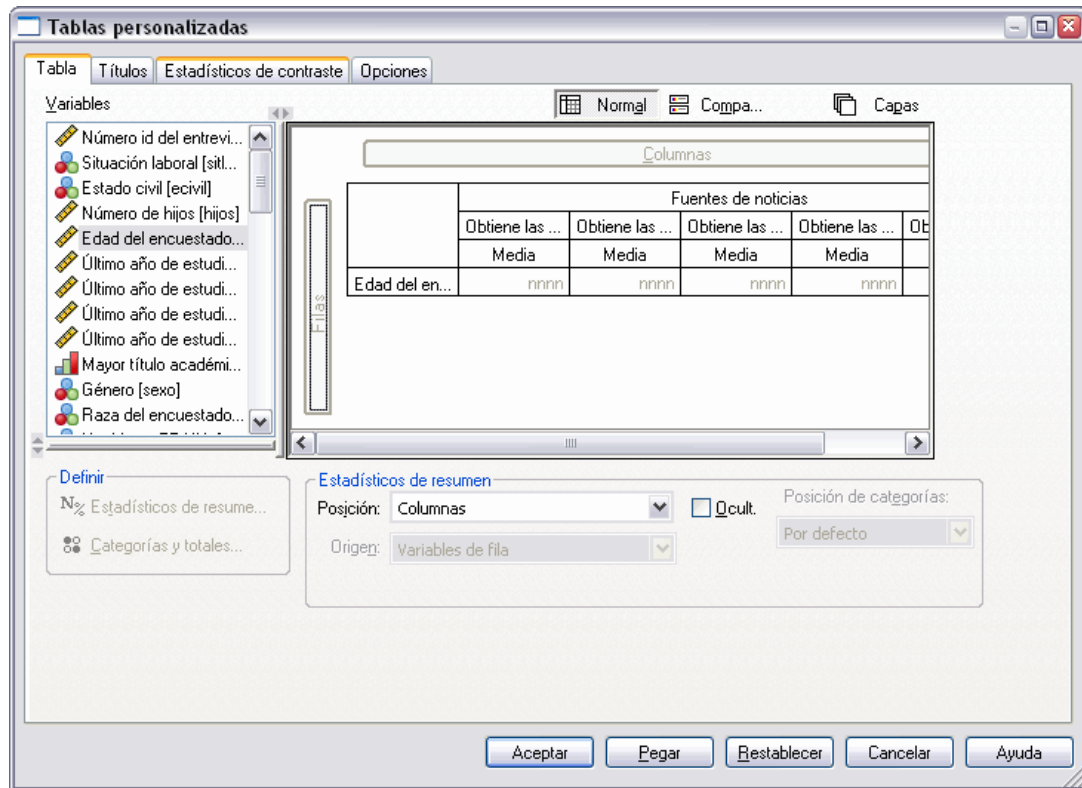 Tablas personalizadas
Tabla
Títulos
Estadísticos de contraste
Opciones
Variables
Normal
Compa...
Capas
Número id del entrevi...
Situación laboral [sitl...
Estado civil [ecivil]
Número de hijos [hijos]
Edad del encuestado...
Último año de estudi...
Último año de estudi...
Último año de estudi...
Último año de estudi...
Mayor título académi...
Género [sexo]
Raza del encuestado...
Columnas
Filas
Fuentes de noticias
Obtiene las ...
Obtiene las ...
Obtiene las ...
Obtiene las ...
Ob
Media
Media
Media
Media
Edad del en...
nnnn
nnnn
nnnn
nnnn
Definir
N% Estadísticos de resume...
Categorías y totales...
Estadísticos de resumen
Posición: Columnas
Ocult.
Origen: Variables de fila
Posición de categorías:
Por defecto
Aceptar
Pegar
Restablecer
Cancelar
Ayuda